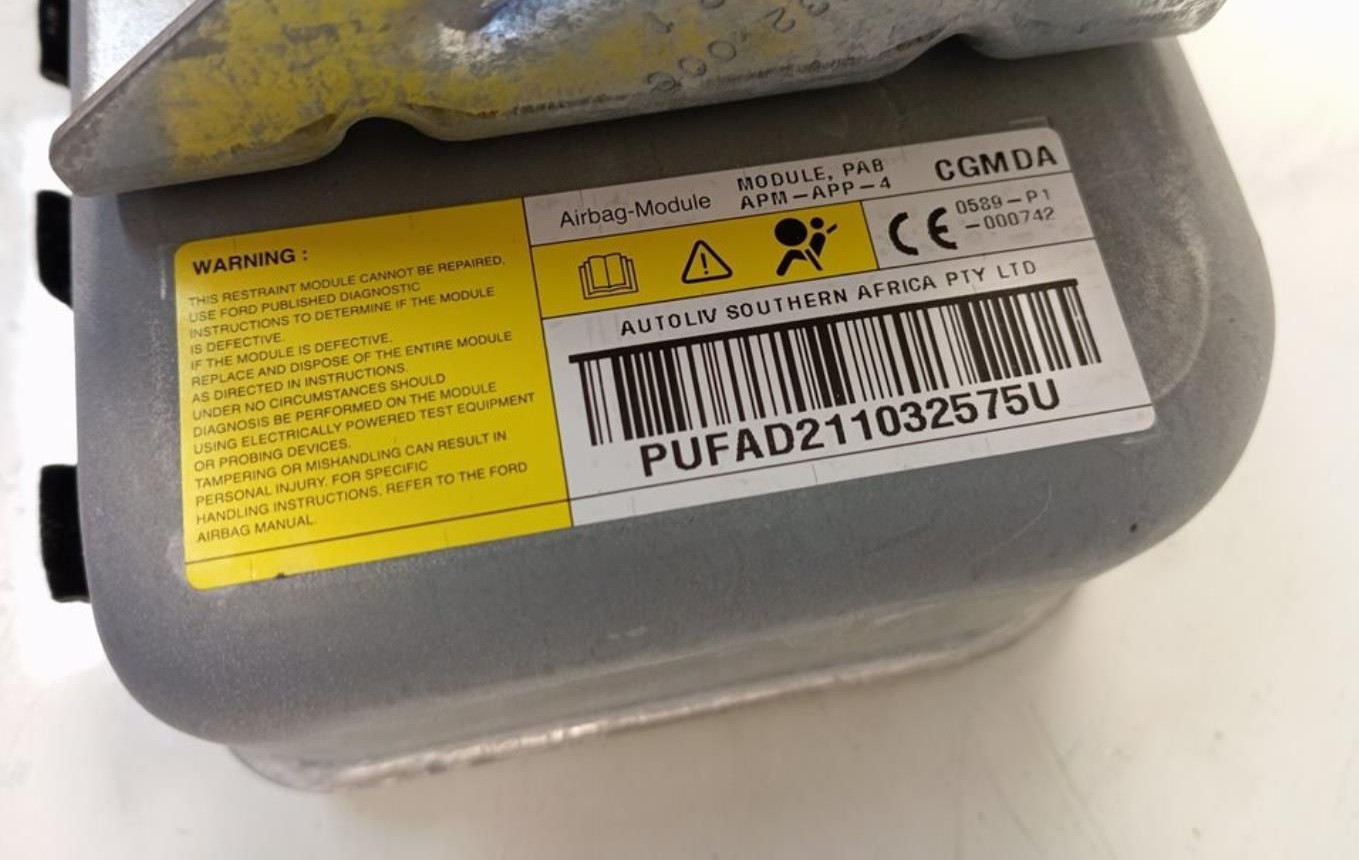 WARNING :
THIS RESTRAINT MODULE CANNOT BE REPAIRED.
USE FORD PUBLISHED DIAGNOSTIC
INSTRUCTIONS TO DETERMINE IF THE MODULE
IS DEFECTIVE.
IF THE MODULE IS DEFECTIVE.
REPLACE AND DISPOSE OF THE ENTIRE MODULE
AS DIRECTED IN INSTRUCTIONS.
UNDER NO CIRCUMSTANCES SHOULD
DIAGNOSIS BE PERFORMED ON THE MODULE
USING ELECTRICALLY POWERED TEST EQUIPMENT
OR PROBING DEVICES.
TAMPERING OR MISHANDLING CAN RESULT IN
PERSONAL INJURY. FOR SPECIFIC
HANDLING INSTRUCTIONS, REFER TO THE FORD
AIRBAG MANUAL.
Airbag-Module
MODULE, PAB
APM-APP-4
CGMDA
CE
0589-P1
-000742
AUTOLIV SOUTHERN AFRICA PTY LTD
PUFAD211032575U